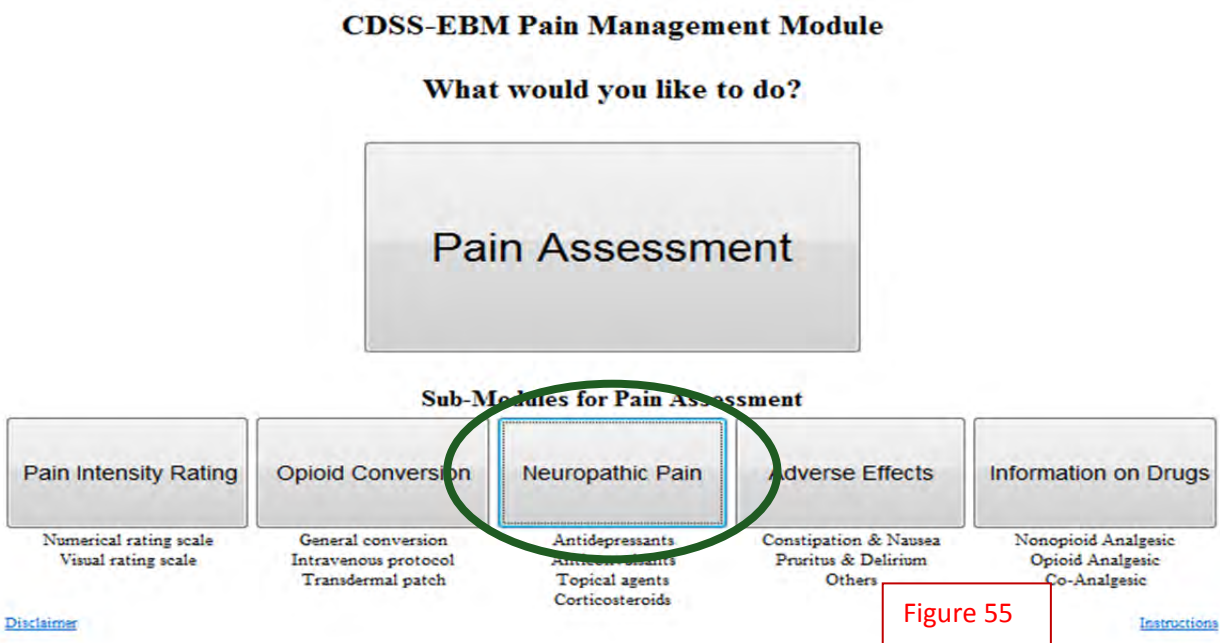 CDSS-EBM Pain Management Module
What would you like to do?
Pain Assessment
Sub-Modules for Pain Assessment
Pain Intensity Rating
Numerical rating scale
Visual rating scale
Opioid Conversion
General conversion
Intravenous protocol
Transdermal patch
Neuropathic Pain
Antidepressants
Anticonvulsants
Topical agents
Corticosteroids
Adverse Effects
Constipation & Nausea
Pruritus & Delirium
Others
Information on Drugs
Nonopioid Analgesic
Opioid Analgesic
Co-Analgesic
Disclaimer
Figure 55
Instructions